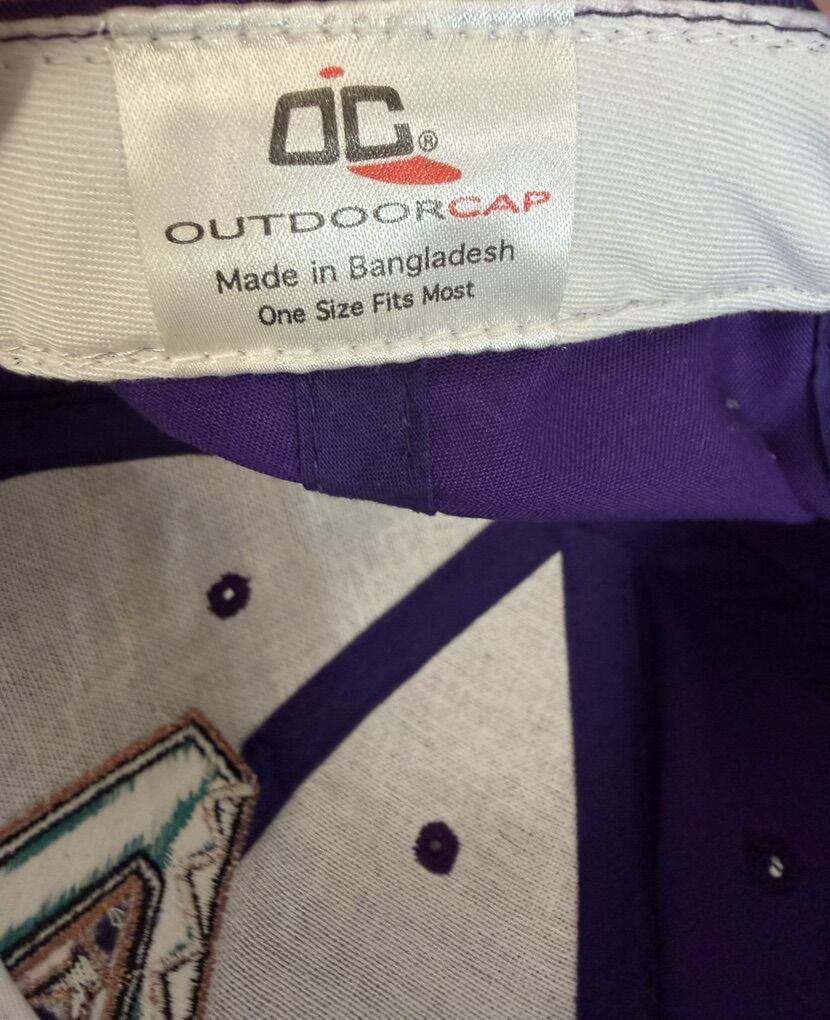 OC®
OUTDOORCAP
Made in Bangladesh
One Size Fits Most